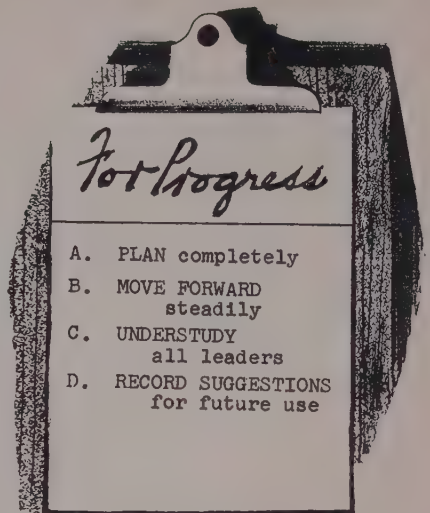 For Progress
A. PLAN completely
B. MOVE FORWARD
steadily
C. UNDERSTUDY
all leaders
D. RECORD SUGGESTIONS
for future use